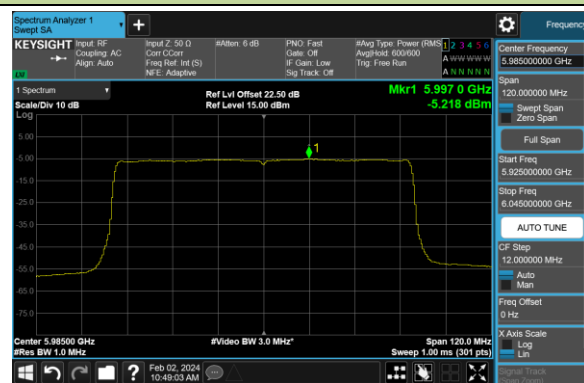 Spectrum Analyzer 1
Swept SA
+
Frequency
KEYSIGHT
Input: RF
Coupling: AC
Align: Auto
Input Z: 50 Ω
Corr CCorr
Freq Ref: Int (S)
NFE: Adaptive
#Atten: 6 dB
PNO: Fast
Gate: Off
IF Gain: Low
Sig Track: Off
#Avg Type: Power (RMS
Avg|Hold: 600/600
Trig: Free Run
1 2 3 4 5 6
A W W W W W
A N N N N N
LXI
1 Spectrum
Scale/Div 10 dB
Log
Ref Lvl Offset 22.50 dB
Ref Level 15.00 dBm
Mkr1 5.997 0 GHz
-5.218 dBm
5.00
-5.00
-15.0
-25.0
-35.0
-45.0
-55.0
-65.0
-75.0
1
Center 5.98500 GHz
#Res BW 1.0 MHz
#Video BW 3.0 MHz*
Span 120.0 MHz
Sweep 1.00 ms (301 pts)
Feb 02, 2024
10:49:03 AM
?
Center Frequency
5.985000000 GHz
Span
120.000000 MHz
Swept Span
Zero Span
Full Span
Start Freq
5.925000000 GHz
Stop Freq
6.045000000 GHz
AUTO TUNE
CF Step
12.000000 MHz
Auto
Man
Freq Offset
0 Hz
X Axis Scale
Log
Lin
Signal Track